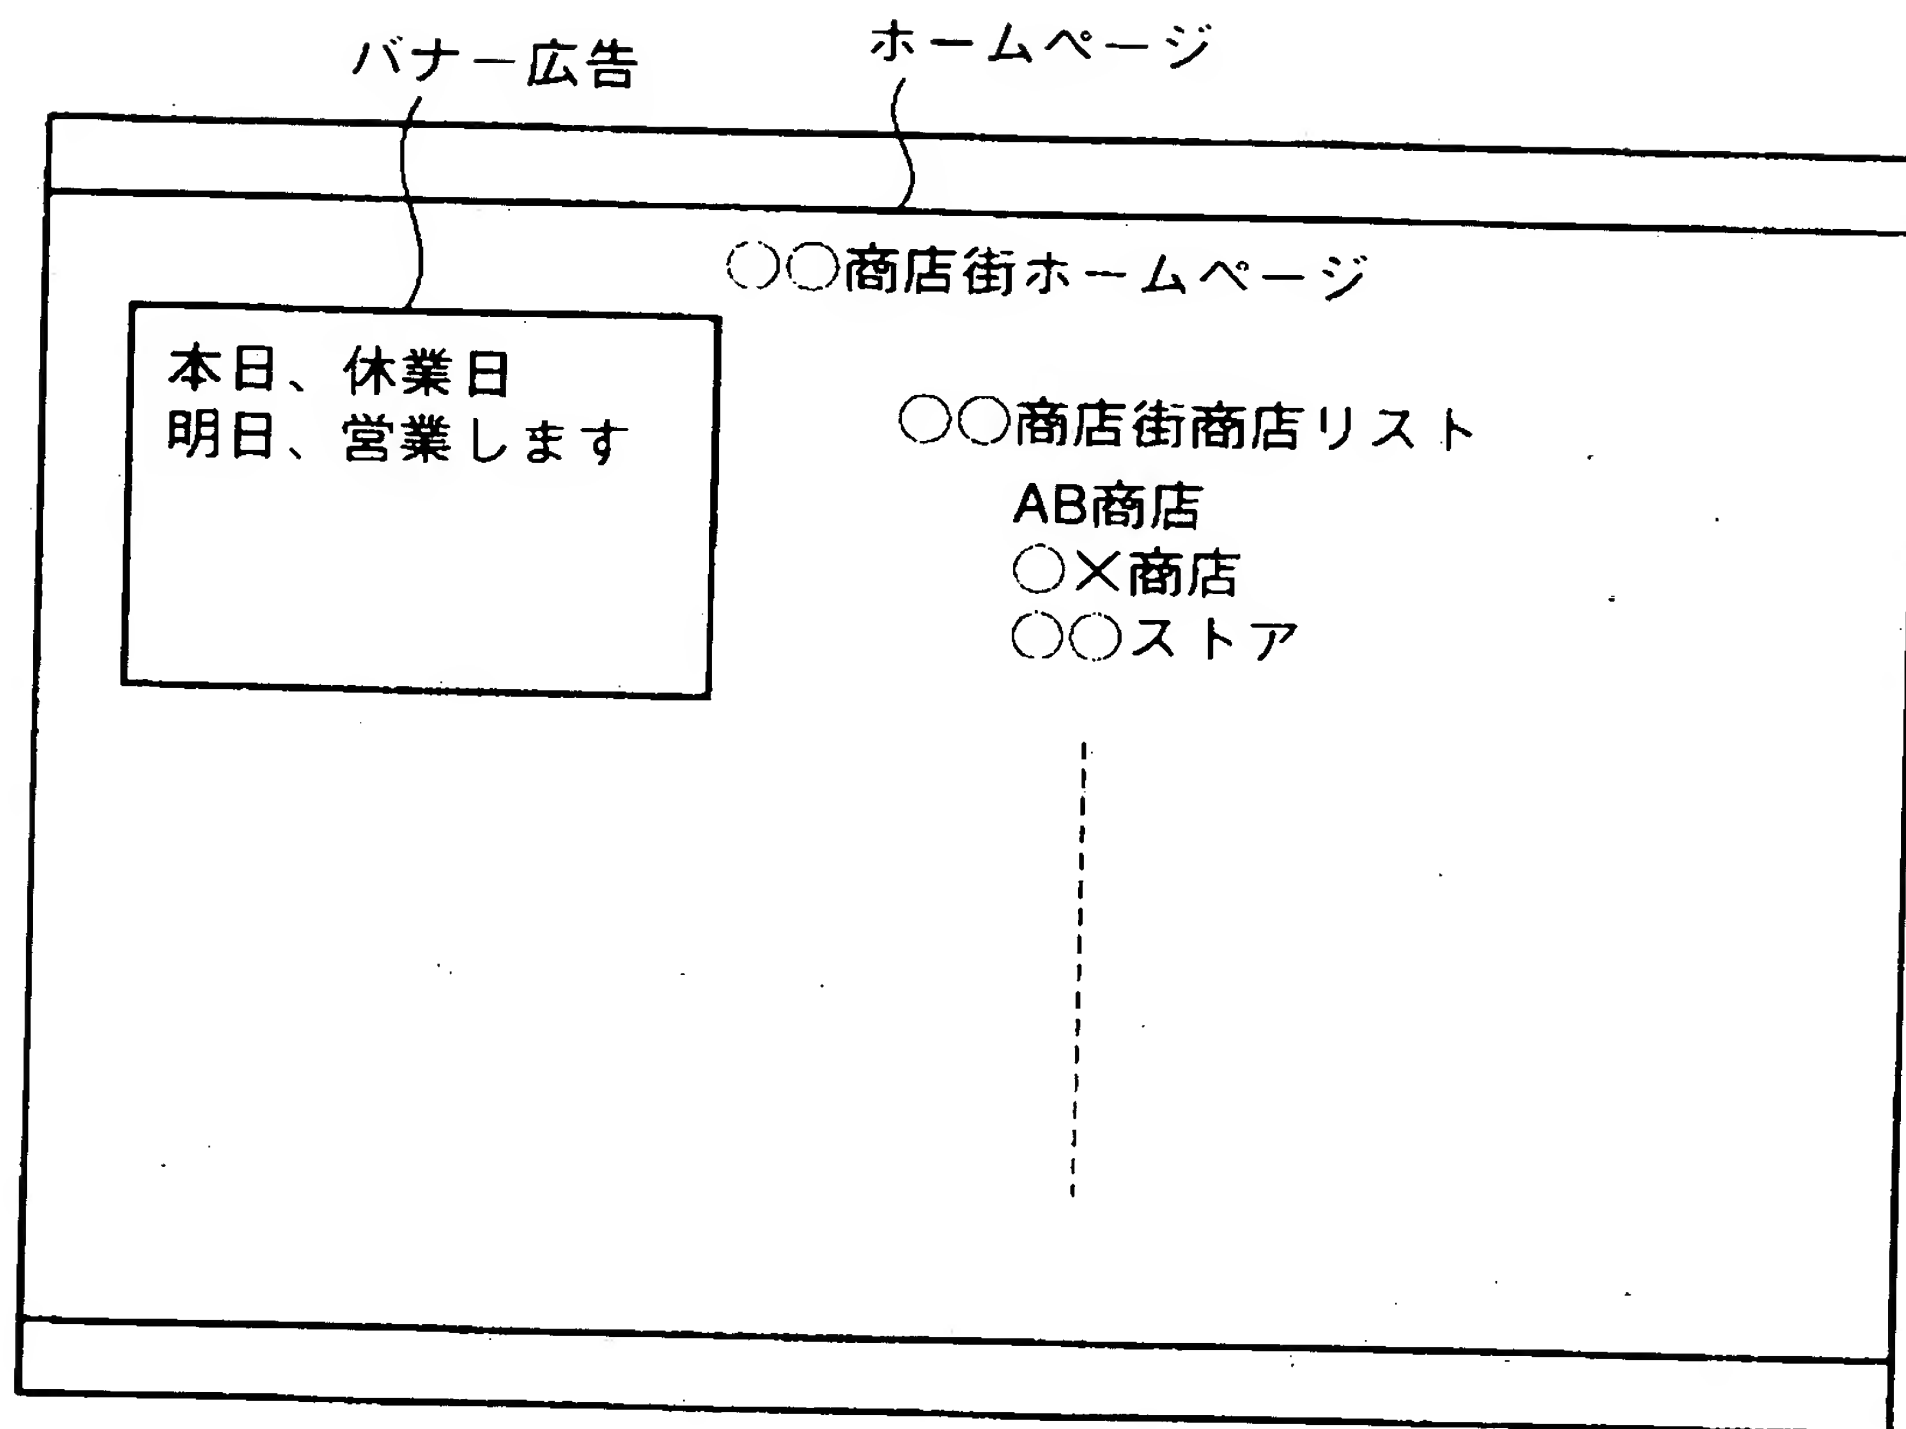 バナー広告
ホームページ
○○商店街ホームページ
本日、休業日
明日、営業します
○○商店街商店リスト
AB商店
○×商店
○○ストア